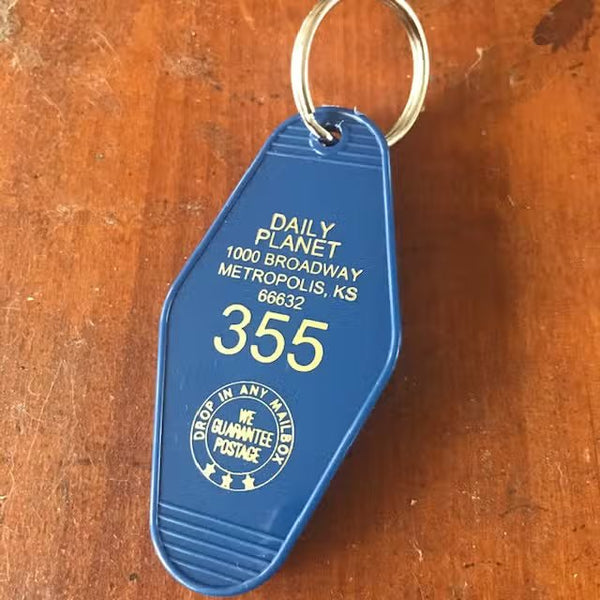 DAILY
PLANET
1000 BROADWAY
METROPOLIS, KS
66632
355
DROP IN ANY MAILBOX
WE
GUARANTEE
POSTAGE